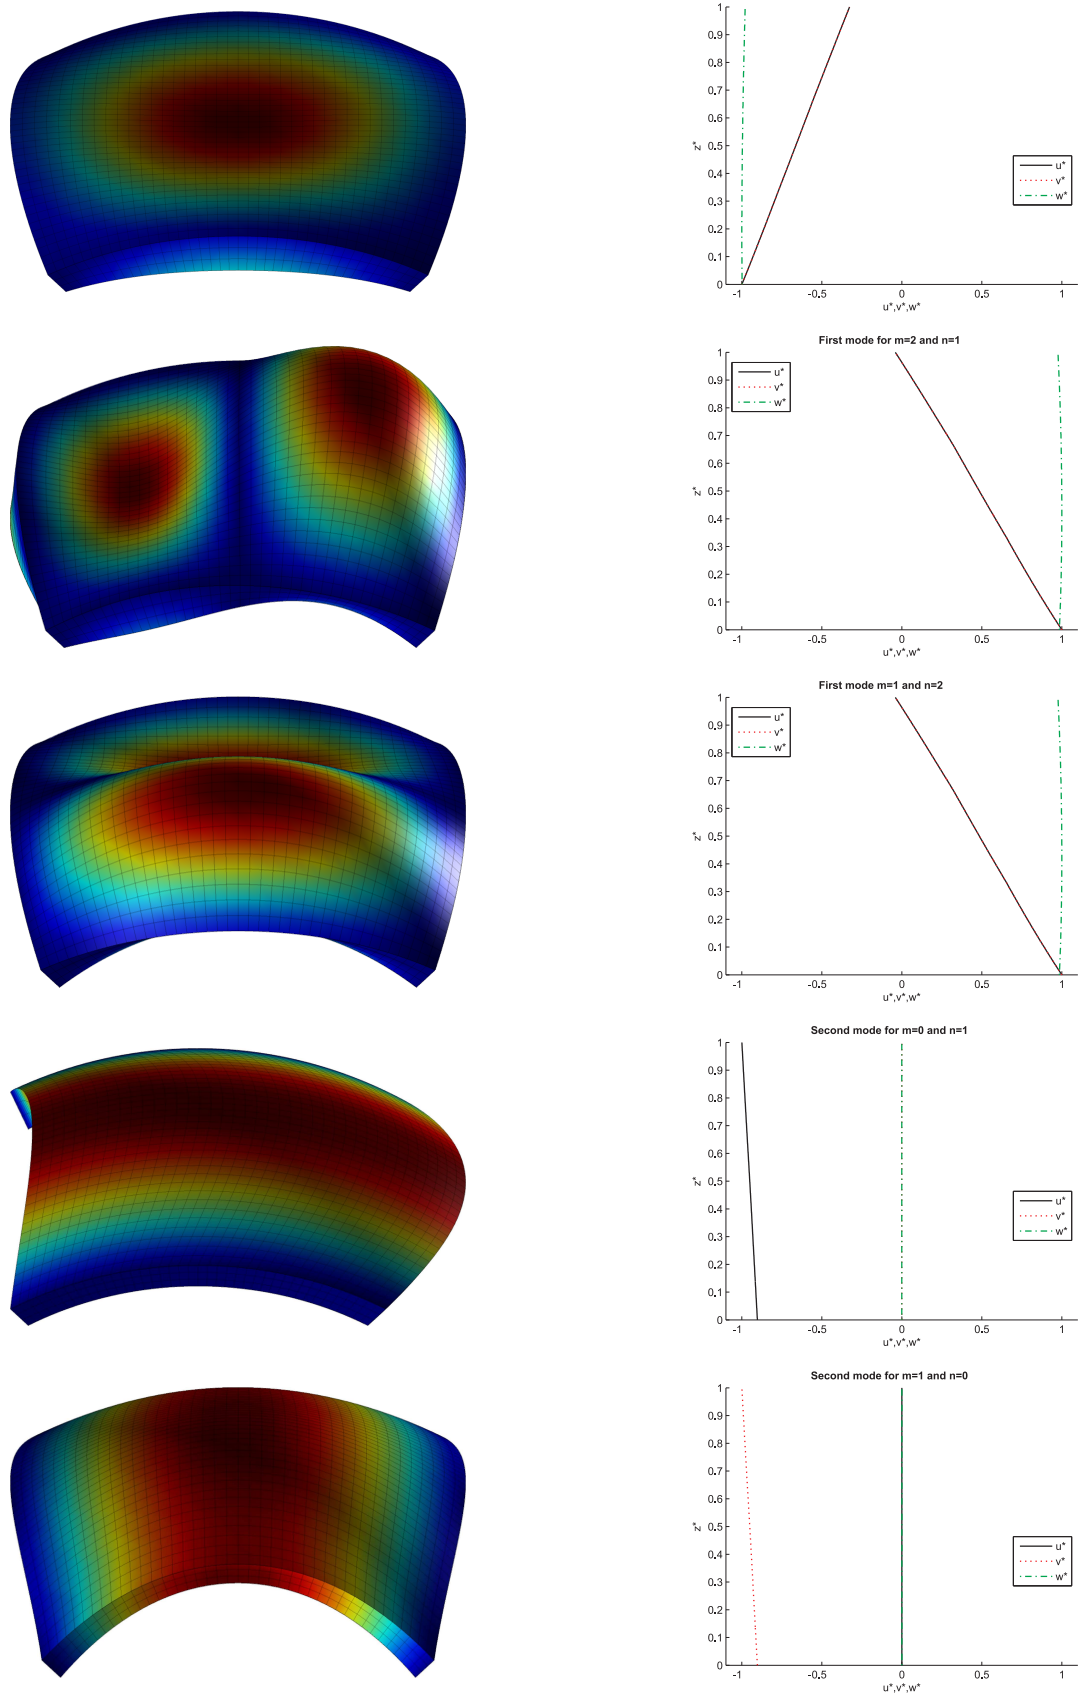 1
0.9
0.8
0.7
0.6
0.5
0.4
0.3
0.2
0.1
0
z*
-1 -0.5 0 0.5 1
u*,v*,w*
u*
v*
w*
First mode for m=2 and n=1
1
0.9
0.8
0.7
0.6
0.5
0.4
0.3
0.2
0.1
0
z*
-1 -0.5 0 0.5 1
u*,v*,w*
u*
v*
w*
First mode m=1 and n=2
1
0.9
0.8
0.7
0.6
0.5
0.4
0.3
0.2
0.1
0
z*
-1 -0.5 0 0.5 1
u*,v*,w*
u*
v*
w*
Second mode for m=0 and n=1
1
0.9
0.8
0.7
0.6
0.5
0.4
0.3
0.2
0.1
0
z*
-1 -0.5 0 0.5 1
u*,v*,w*
u*
v*
w*
Second mode for m=1 and n=0
1
0.9
0.8
0.7
0.6
0.5
0.4
0.3
0.2
0.1
0
z*
-1 -0.5 0 0.5 1
u*,v*,w*
u*
v*
w*